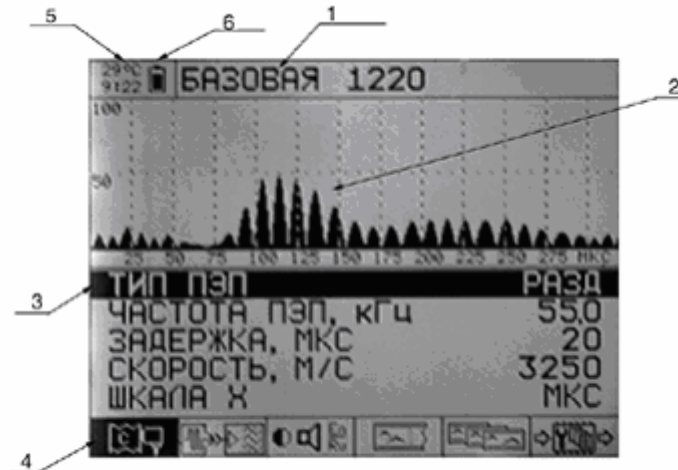 5 6 1
29°C
9:22 БАЗОВАЯ 1220
2
100
50
25 50 75 100 125 150 175 200 225 250 275 МКС
3
ТИП ПЭП РАЗД
ЧАСТОТА ПЭП, кГц 55.0
ЗАДЕРЖКА, МКС 20
СКОРОСТЬ, М/С 3250
ШКАЛА X МКС
4